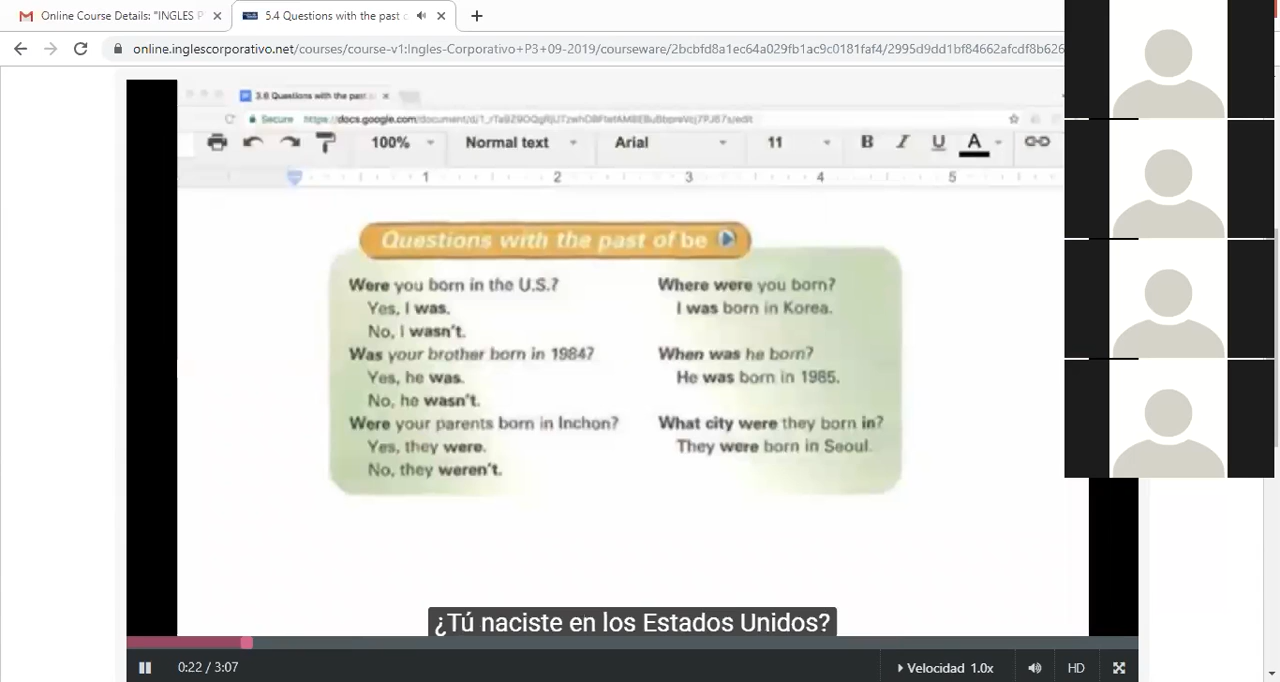 Online Course Details: "INGLES P
5.4 Questions with the past c
online.inglescorporativo.net/courses/course-v1:Ingles-Corporativo+P3+09-2019/courseware/2bcbfd8a1ec64a029fb1ac9c0181faf4/2995d9dd1bf84662afcdf8b626
3.6 Questions with the past
Secure
100% Normal text Arial 11 B I U A
1 2 3 4 5
Questions with the past of be
Were you born in the U.S.?
Yes, I was.
No, I wasn't.
Was your brother born in 1984?
Yes, he was.
No, he wasn't.
Were your parents born in Inchon?
Yes, they were.
No, they weren't.
Where were you born?
I was born in Korea.
When was he born?
He was born in 1985.
What city were they born in?
They were born in Seoul.
¿Tú naciste en los Estados Unidos?
0:22 / 3:07
Velocidad 1.0x
HD